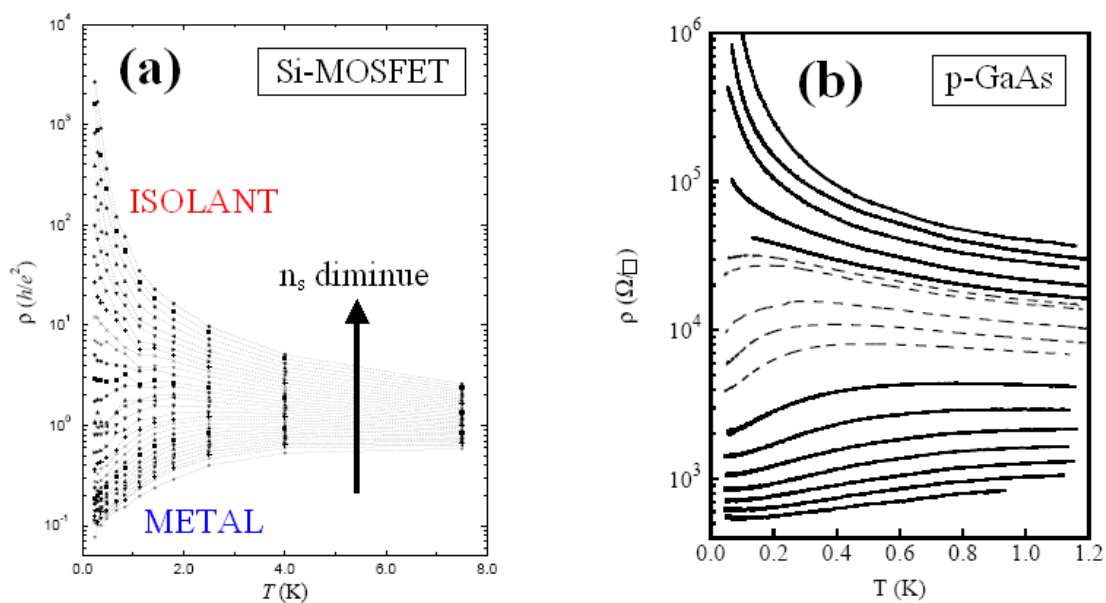 (a)
Si-MOSFET
ISOLANT
n_s diminue
METAL
ρ (h/e²)
10⁴
10³
10²
10¹
10⁰
10⁻¹
0.0 2.0 4.0 6.0 8.0
T (K)
(b)
p-GaAs
ρ (Ω/□)
10⁶
10⁵
10⁴
10³
0.0 0.2 0.4 0.6 0.8 1.0 1.2
T (K)